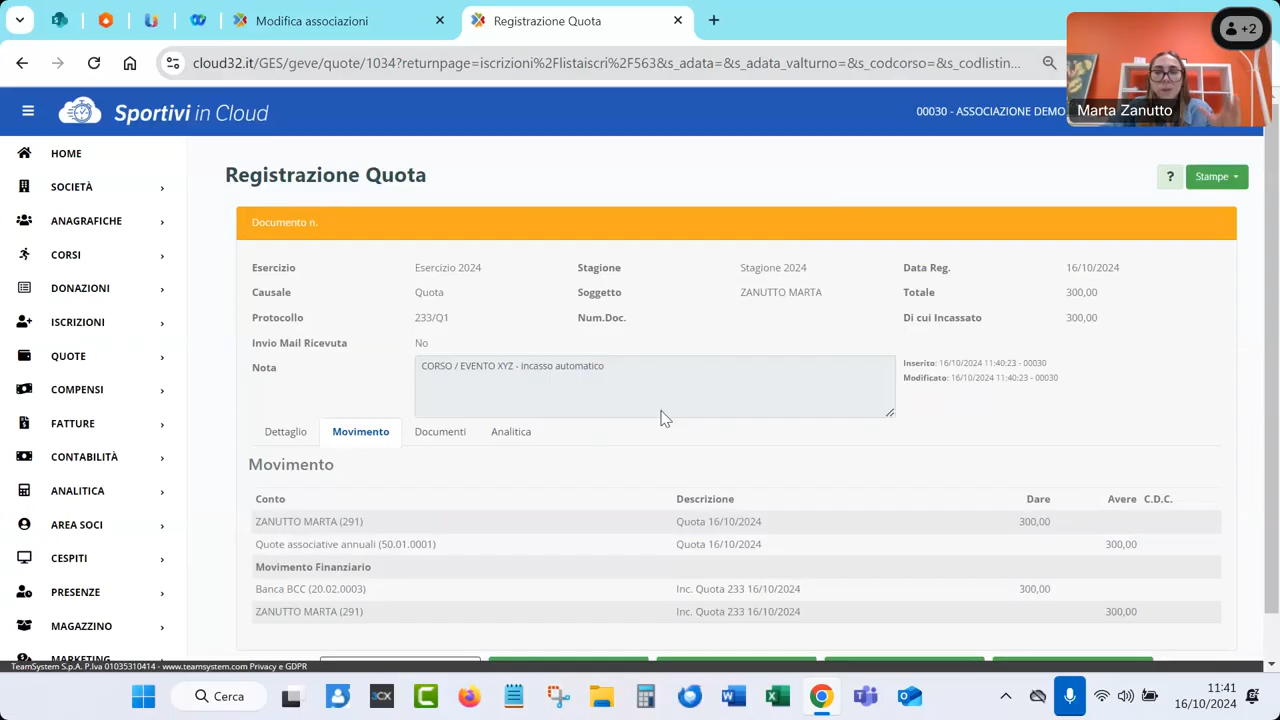 Modifica associazioni
Registrazione Quota
+2
cloud32.it/GES/geve/quote/1034?returnpage=iscrizioni%2Flistaiscri%2F563&s_adata=&s_adata_valturno=&s_codcorso=&s_codlistin...
Marta Zanutto
Sportivi in Cloud
00030 - ASSOCIAZIONE DEMO
HOME
SOCIETÀ
ANAGRAFICHE
CORSI
DONAZIONI
ISCRIZIONI
QUOTE
COMPENSI
FATTURE
CONTABILITÀ
ANALITICA
AREA SOCI
CESPITI
PRESENZE
MAGAZZINO
MARKETING
Registrazione Quota
? Stampe
Documento n.
Esercizio Esercizio 2024 Stagione Stagione 2024 Data Reg. 16/10/2024
Causale Quota Soggetto ZANUTTO MARTA Totale 300,00
Protocollo 233/Q1 Num.Doc. Di cui Incassato 300,00
Invio Mail Ricevuta No
Nota CORSO / EVENTO XYZ - incasso automatico
Inserito: 16/10/2024 11:40:23 - 00030
Modificato: 16/10/2024 11:40:23 - 00030
Dettaglio Movimento Documenti Analitica
Movimento
Conto Descrizione Dare Avere C.D.C.
ZANUTTO MARTA (291) Quota 16/10/2024 300,00
Quote associative annuali (50.01.0001) Quota 16/10/2024 300,00
Movimento Finanziario
Banca BCC (20.02.0003) Inc. Quota 233 16/10/2024 300,00
ZANUTTO MARTA (291) Inc. Quota 233 16/10/2024 300,00
TeamSystem S.p.A. P.Iva 01035310414 - www.teamsystem.com Privacy e GDPR
Cerca
3CX
11:41
16/10/2024